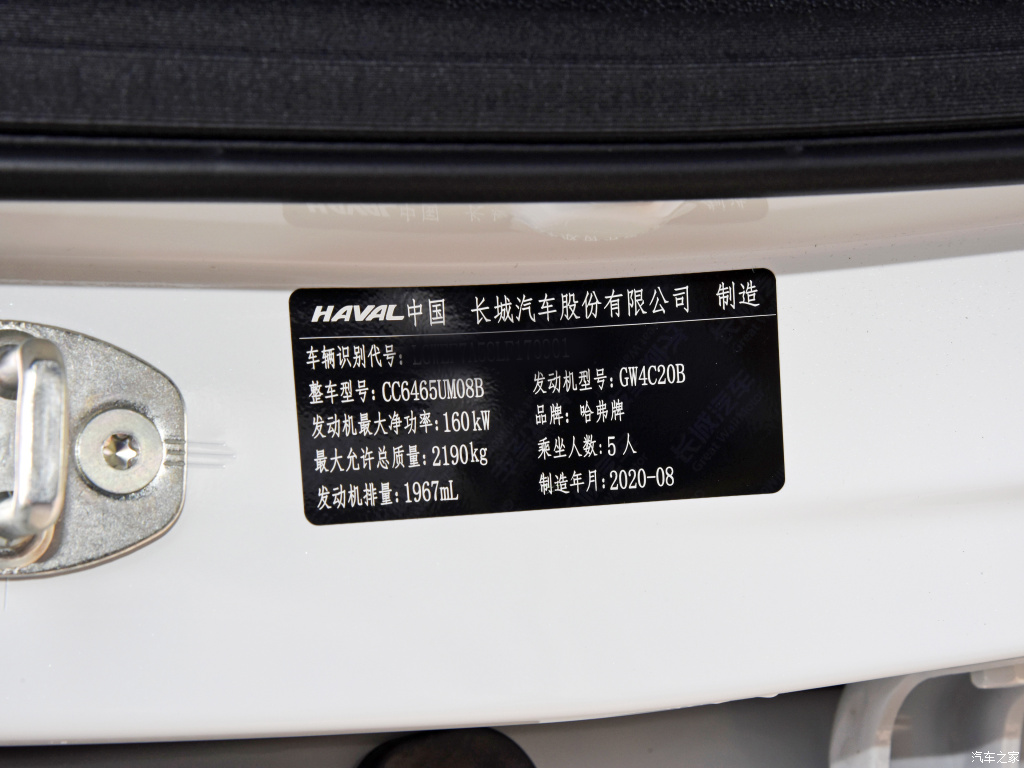 HAVAL中国 长城汽车股份有限公司 制造
车辆识别代号:
整车型号:CC6465UM08B 发动机型号:GW4C20B
发动机最大净功率:160kW 品牌:哈弗牌
最大允许总质量:2190kg 乘坐人数:5人
发动机排量:1967mL 制造年月:2020-08
汽车之家